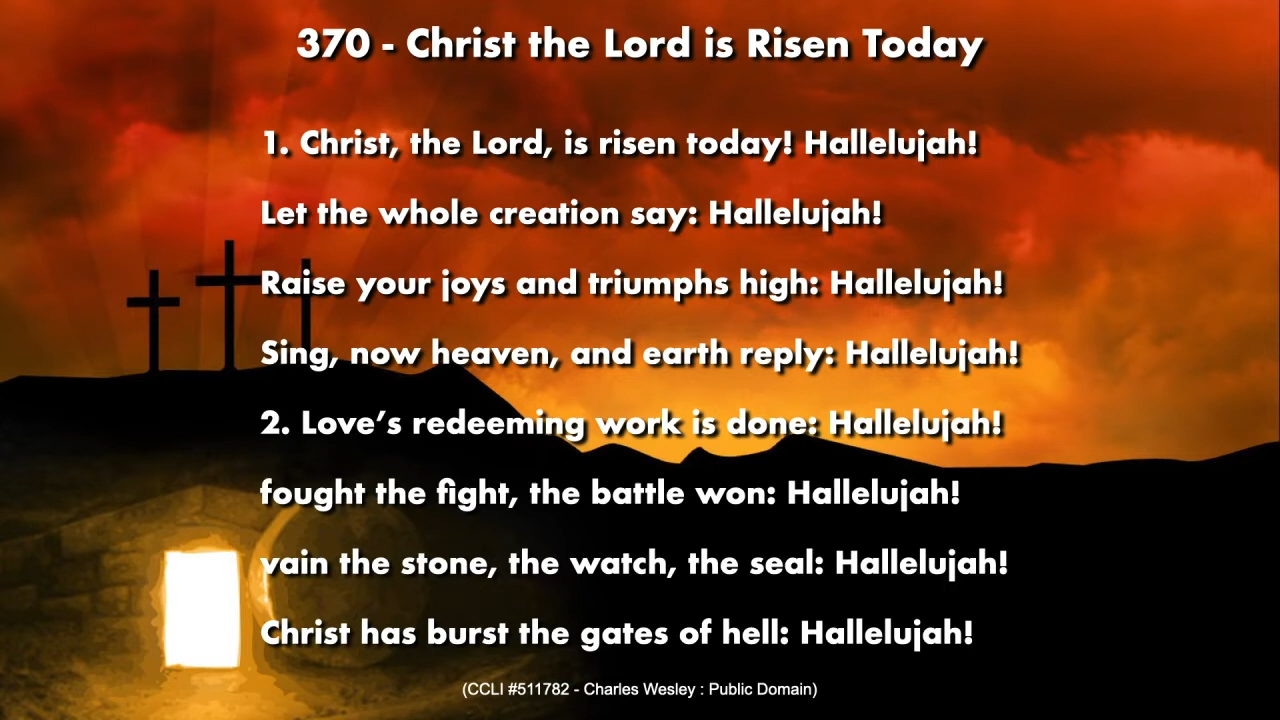 370 - Christ the Lord is Risen Today
1. Christ, the Lord, is risen today! Hallelujah!
Let the whole creation say: Hallelujah!
Raise your joys and triumphs high: Hallelujah!
Sing, now heaven, and earth reply: Hallelujah!
2. Love’s redeeming work is done: Hallelujah!
fought the fight, the battle won: Hallelujah!
vain the stone, the watch, the seal: Hallelujah!
Christ has burst the gates of hell: Hallelujah!
(CCLI #511782 - Charles Wesley : Public Domain)